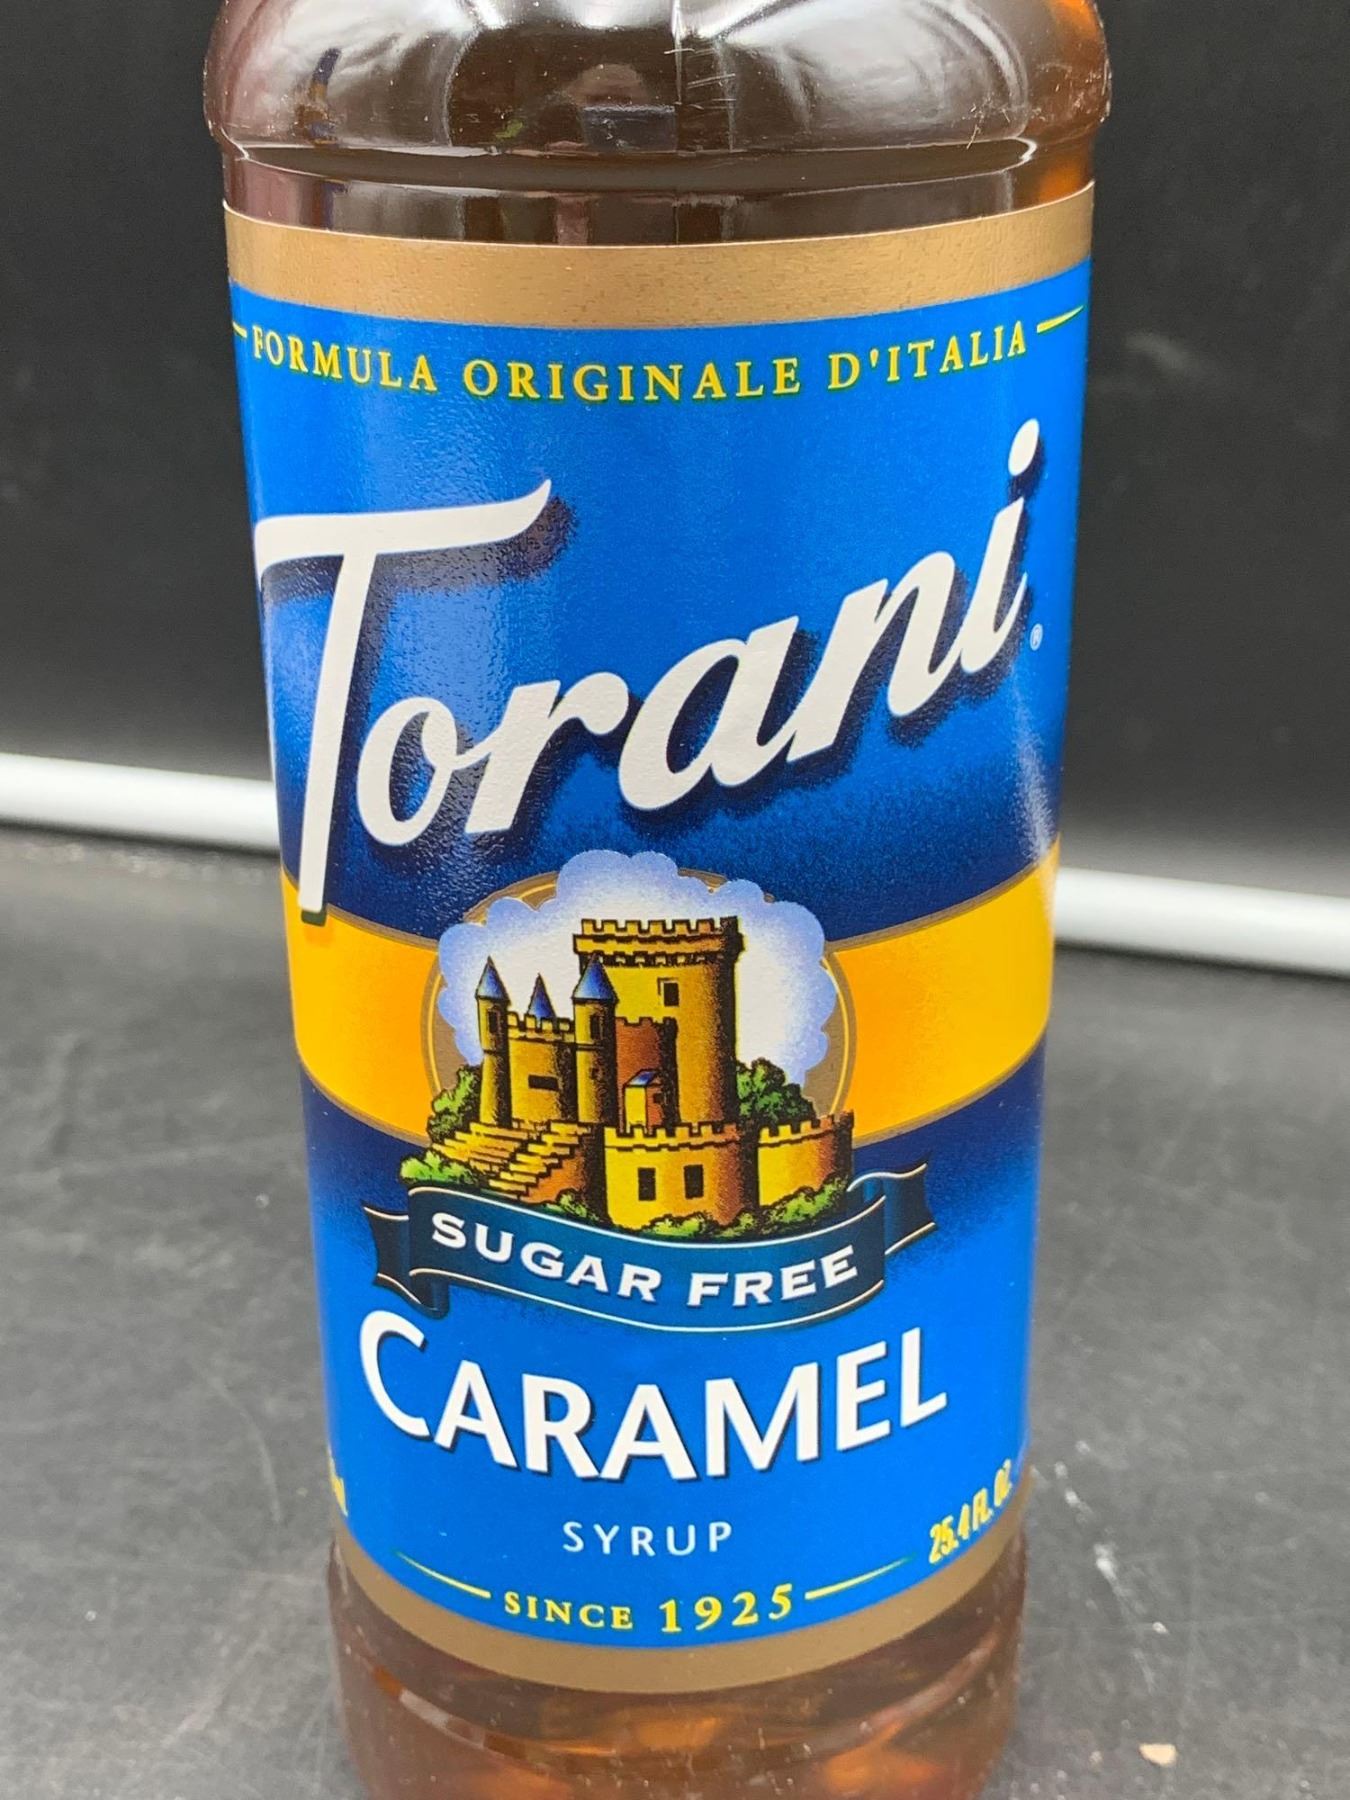 FORMULA ORIGINALE D'ITALIA
Torani®
SUGAR FREE
CARAMEL
SYRUP
25.4 FL. OZ.
SINCE 1925